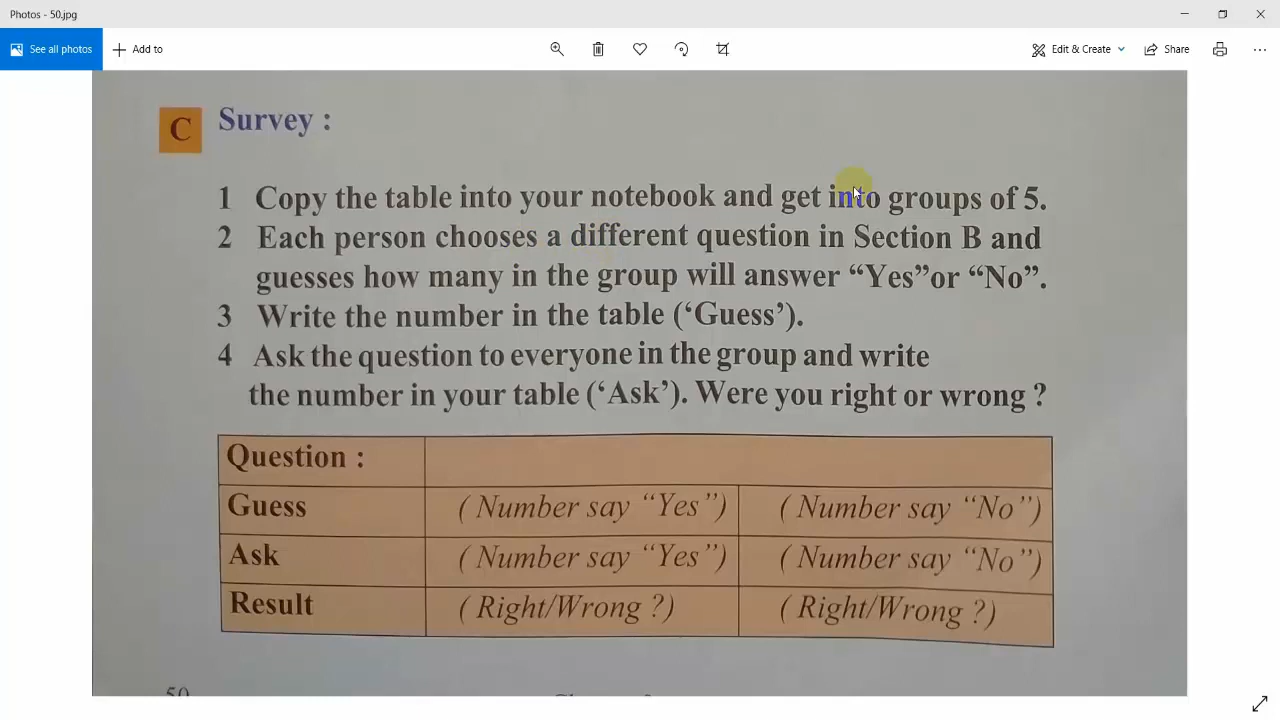 Photos - 50.jpg
See all photos
Add to
Edit & Create
Share
C Survey :
1 Copy the table into your notebook and get into groups of 5.
2 Each person chooses a different question in Section B and
guesses how many in the group will answer “Yes”or “No”.
3 Write the number in the table (‘Guess’).
4 Ask the question to everyone in the group and write
the number in your table (‘Ask’). Were you right or wrong ?
Question :
Guess ( Number say “Yes”) ( Number say “No”)
Ask ( Number say “Yes”) ( Number say “No”)
Result ( Right/Wrong ?) ( Right/Wrong ?)
50